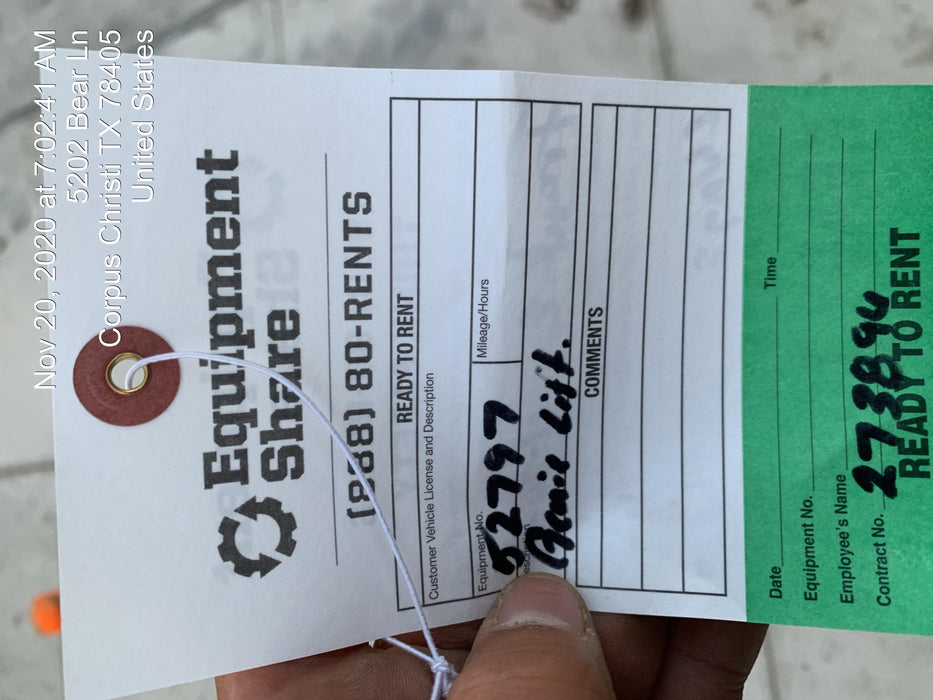 Nov 20, 2020 at 7:02:41 AM
5202 Bear Ln
Corpus Christi TX 78405
United States
Equipment
Share
(888) 80-RENTS
READY TO RENT
Customer Vehicle License and Description
Equipment No. Mileage/Hours
52797
Description
Lift.
COMMENTS
Date Time
Equipment No.
Employee's Name
Contract No.
READY TO RENT